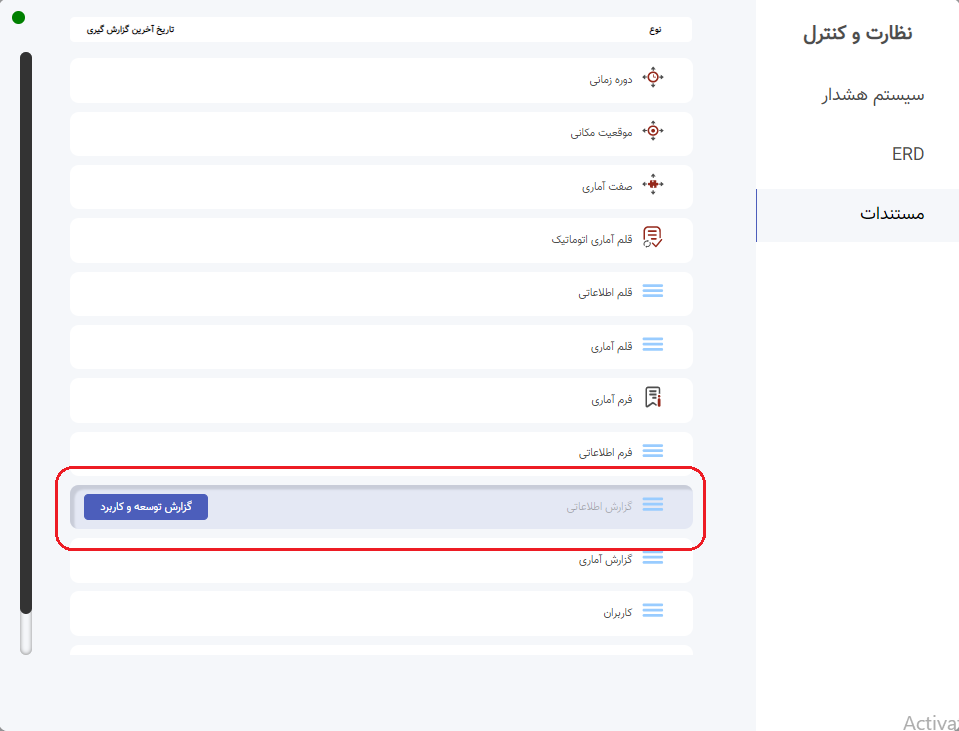 نظارت و کنترل
سیستم هشدار
ERD
مستندات
نوع
تاریخ آخرین گزارش گیری
دوره زمانی
موقعیت مکانی
صفت آماری
قلم آماری اتوماتیک
قلم اطلاعاتی
قلم آماری
فرم آماری
فرم اطلاعاتی
گزارش اطلاعاتی
گزارش توسعه و کاربرد
گزارش آماری
کاربران